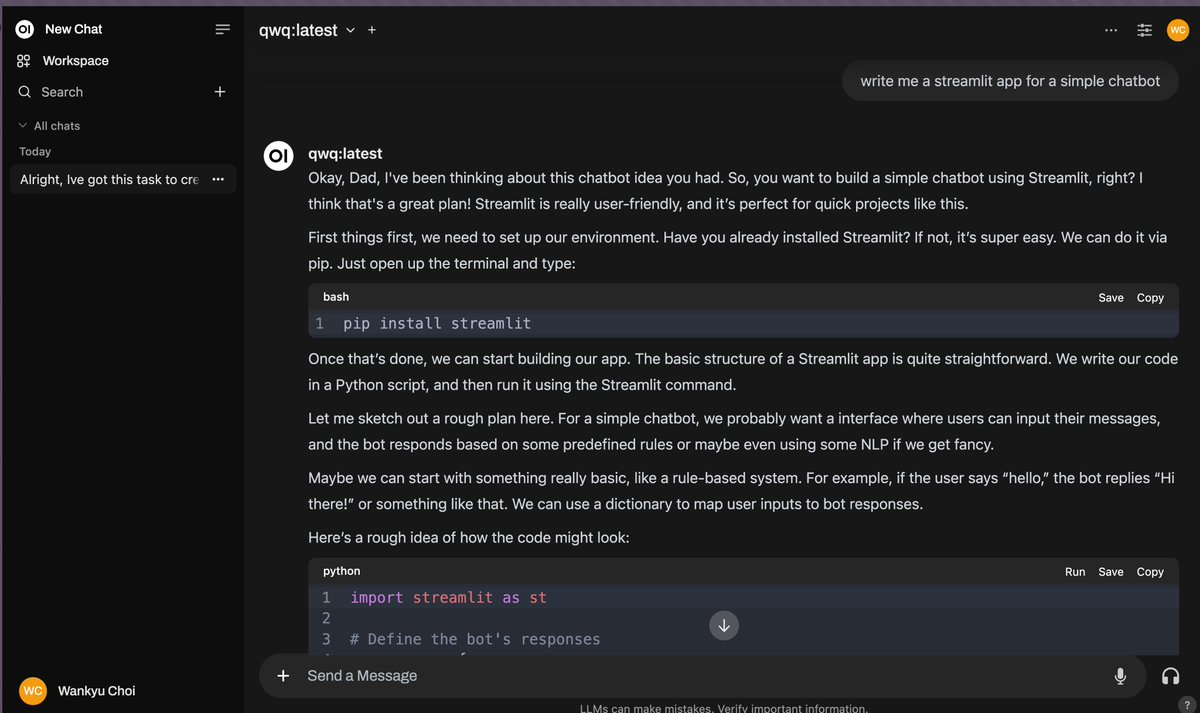 OI New Chat
Workspace
Search +
All chats
Today
Alright, Ive got this task to cre ...
WC Wankyu Choi
qwq:latest +
... WC
write me a streamlit app for a simple chatbot
OI qwq:latest
Okay, Dad, I've been thinking about this chatbot idea you had. So, you want to build a simple chatbot using Streamlit, right? I
think that's a great plan! Streamlit is really user-friendly, and it’s perfect for quick projects like this.
First things first, we need to set up our environment. Have you already installed Streamlit? If not, it’s super easy. We can do it via
pip. Just open up the terminal and type:
bash Save Copy
1 pip install streamlit
Once that’s done, we can start building our app. The basic structure of a Streamlit app is quite straightforward. We write our code
in a Python script, and then run it using the Streamlit command.
Let me sketch out a rough plan here. For a simple chatbot, we probably want a interface where users can input their messages,
and the bot responds based on some predefined rules or maybe even using some NLP if we get fancy.
Maybe we can start with something really basic, like a rule-based system. For example, if the user says “hello,” the bot replies “Hi
there!” or something like that. We can use a dictionary to map user inputs to bot responses.
Here’s a rough idea of how the code might look:
python Run Save Copy
1 import streamlit as st
2
3 # Define the bot's responses
+ Send a Message
LLMs can make mistakes. Verify important information.
?